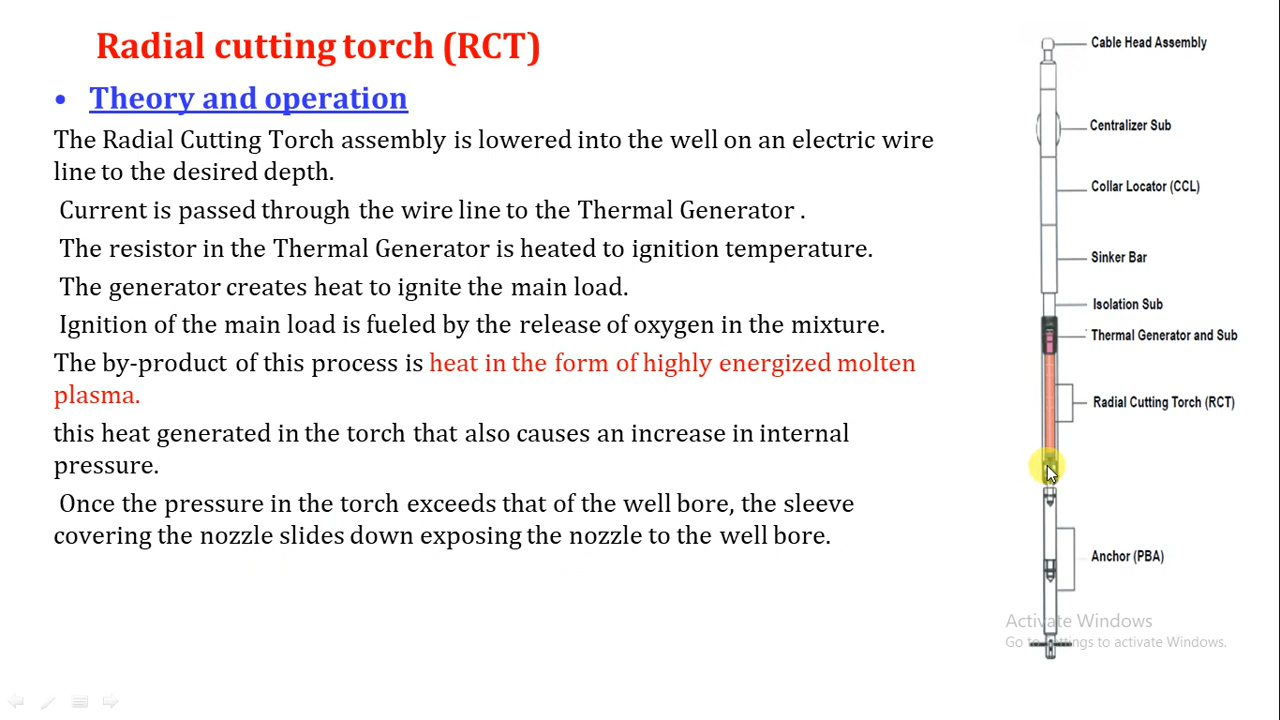 Radial cutting torch (RCT)
• Theory and operation
The Radial Cutting Torch assembly is lowered into the well on an electric wire
line to the desired depth.
Current is passed through the wire line to the Thermal Generator .
The resistor in the Thermal Generator is heated to ignition temperature.
The generator creates heat to ignite the main load.
Ignition of the main load is fueled by the release of oxygen in the mixture.
The by-product of this process is heat in the form of highly energized molten
plasma.
this heat generated in the torch that also causes an increase in internal
pressure.
Once the pressure in the torch exceeds that of the well bore, the sleeve
covering the nozzle slides down exposing the nozzle to the well bore.
Cable Head Assembly
Centralizer Sub
Collar Locator (CCL)
Sinker Bar
Isolation Sub
Thermal Generator and Sub
Radial Cutting Torch (RCT)
Anchor (PBA)
Activate Windows
Go to Settings to activate Windows.